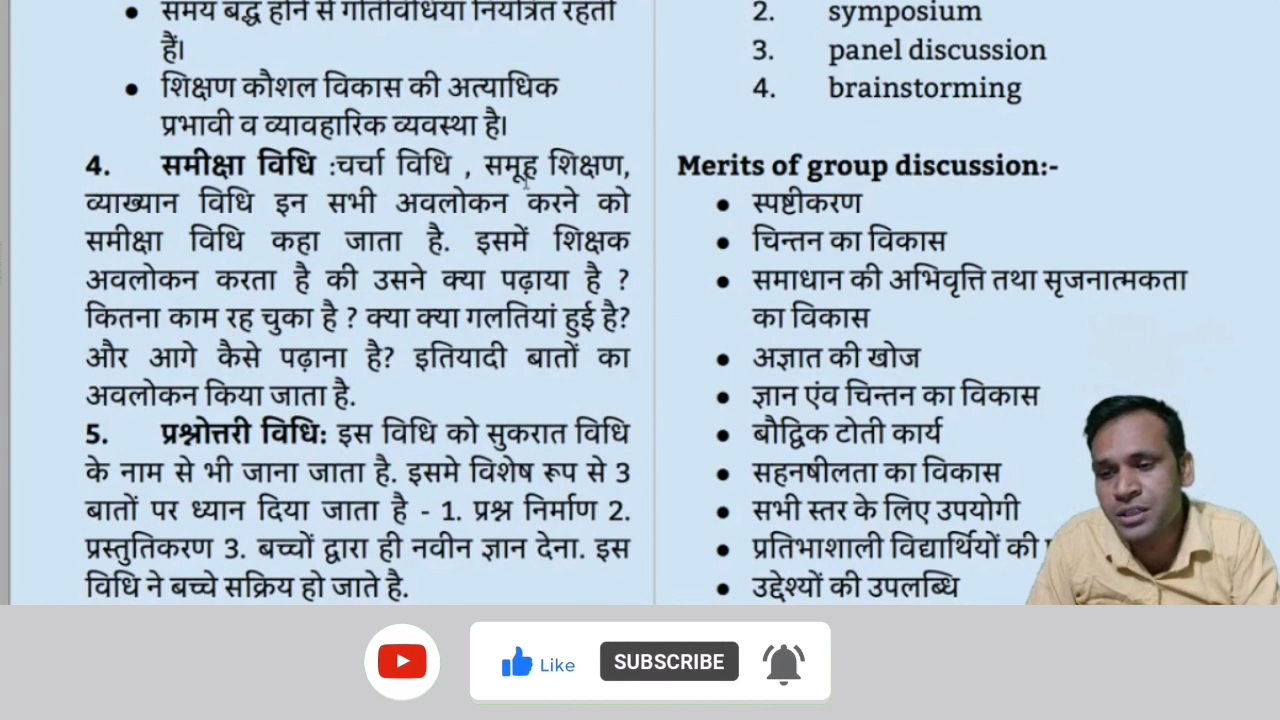 समय बद्ध होने से गतिविधियां नियंत्रित रहती
हैं।
● शिक्षण कौशल विकास की अत्याधिक
प्रभावी व व्यावहारिक व्यवस्था है।
4. समीक्षा विधि :चर्चा विधि , समूह शिक्षण,
व्याख्यान विधि इन सभी अवलोकन करने को
समीक्षा विधि कहा जाता है. इसमें शिक्षक
अवलोकन करता है की उसने क्या पढ़ाया है ?
कितना काम रह चुका है ? क्या क्या गलतियां हुई है?
और आगे कैसे पढ़ाना है? इतियादी बातों का
अवलोकन किया जाता है.
5. प्रश्नोत्तरी विधि: इस विधि को सुकरात विधि
के नाम से भी जाना जाता है. इसमे विशेष रूप से 3
बातों पर ध्यान दिया जाता है - 1. प्रश्न निर्माण 2.
प्रस्तुतिकरण 3. बच्चों द्वारा ही नवीन ज्ञान देना. इस
विधि ने बच्चे सक्रिय हो जाते है.
2. symposium
3. panel discussion
4. brainstorming
Merits of group discussion:-
● स्पष्टीकरण
● चिन्तन का विकास
● समाधान की अभिवृत्ति तथा सृजनात्मकता
का विकास
● अज्ञात की खोज
● ज्ञान एंव चिन्तन का विकास
● बौद्विक टोती कार्य
● सहनषीलता का विकास
● सभी स्तर के लिए उपयोगी
● प्रतिभाशाली विद्यार्थियों की
● उद्देश्यों की उपलब्धि
Like
SUBSCRIBE